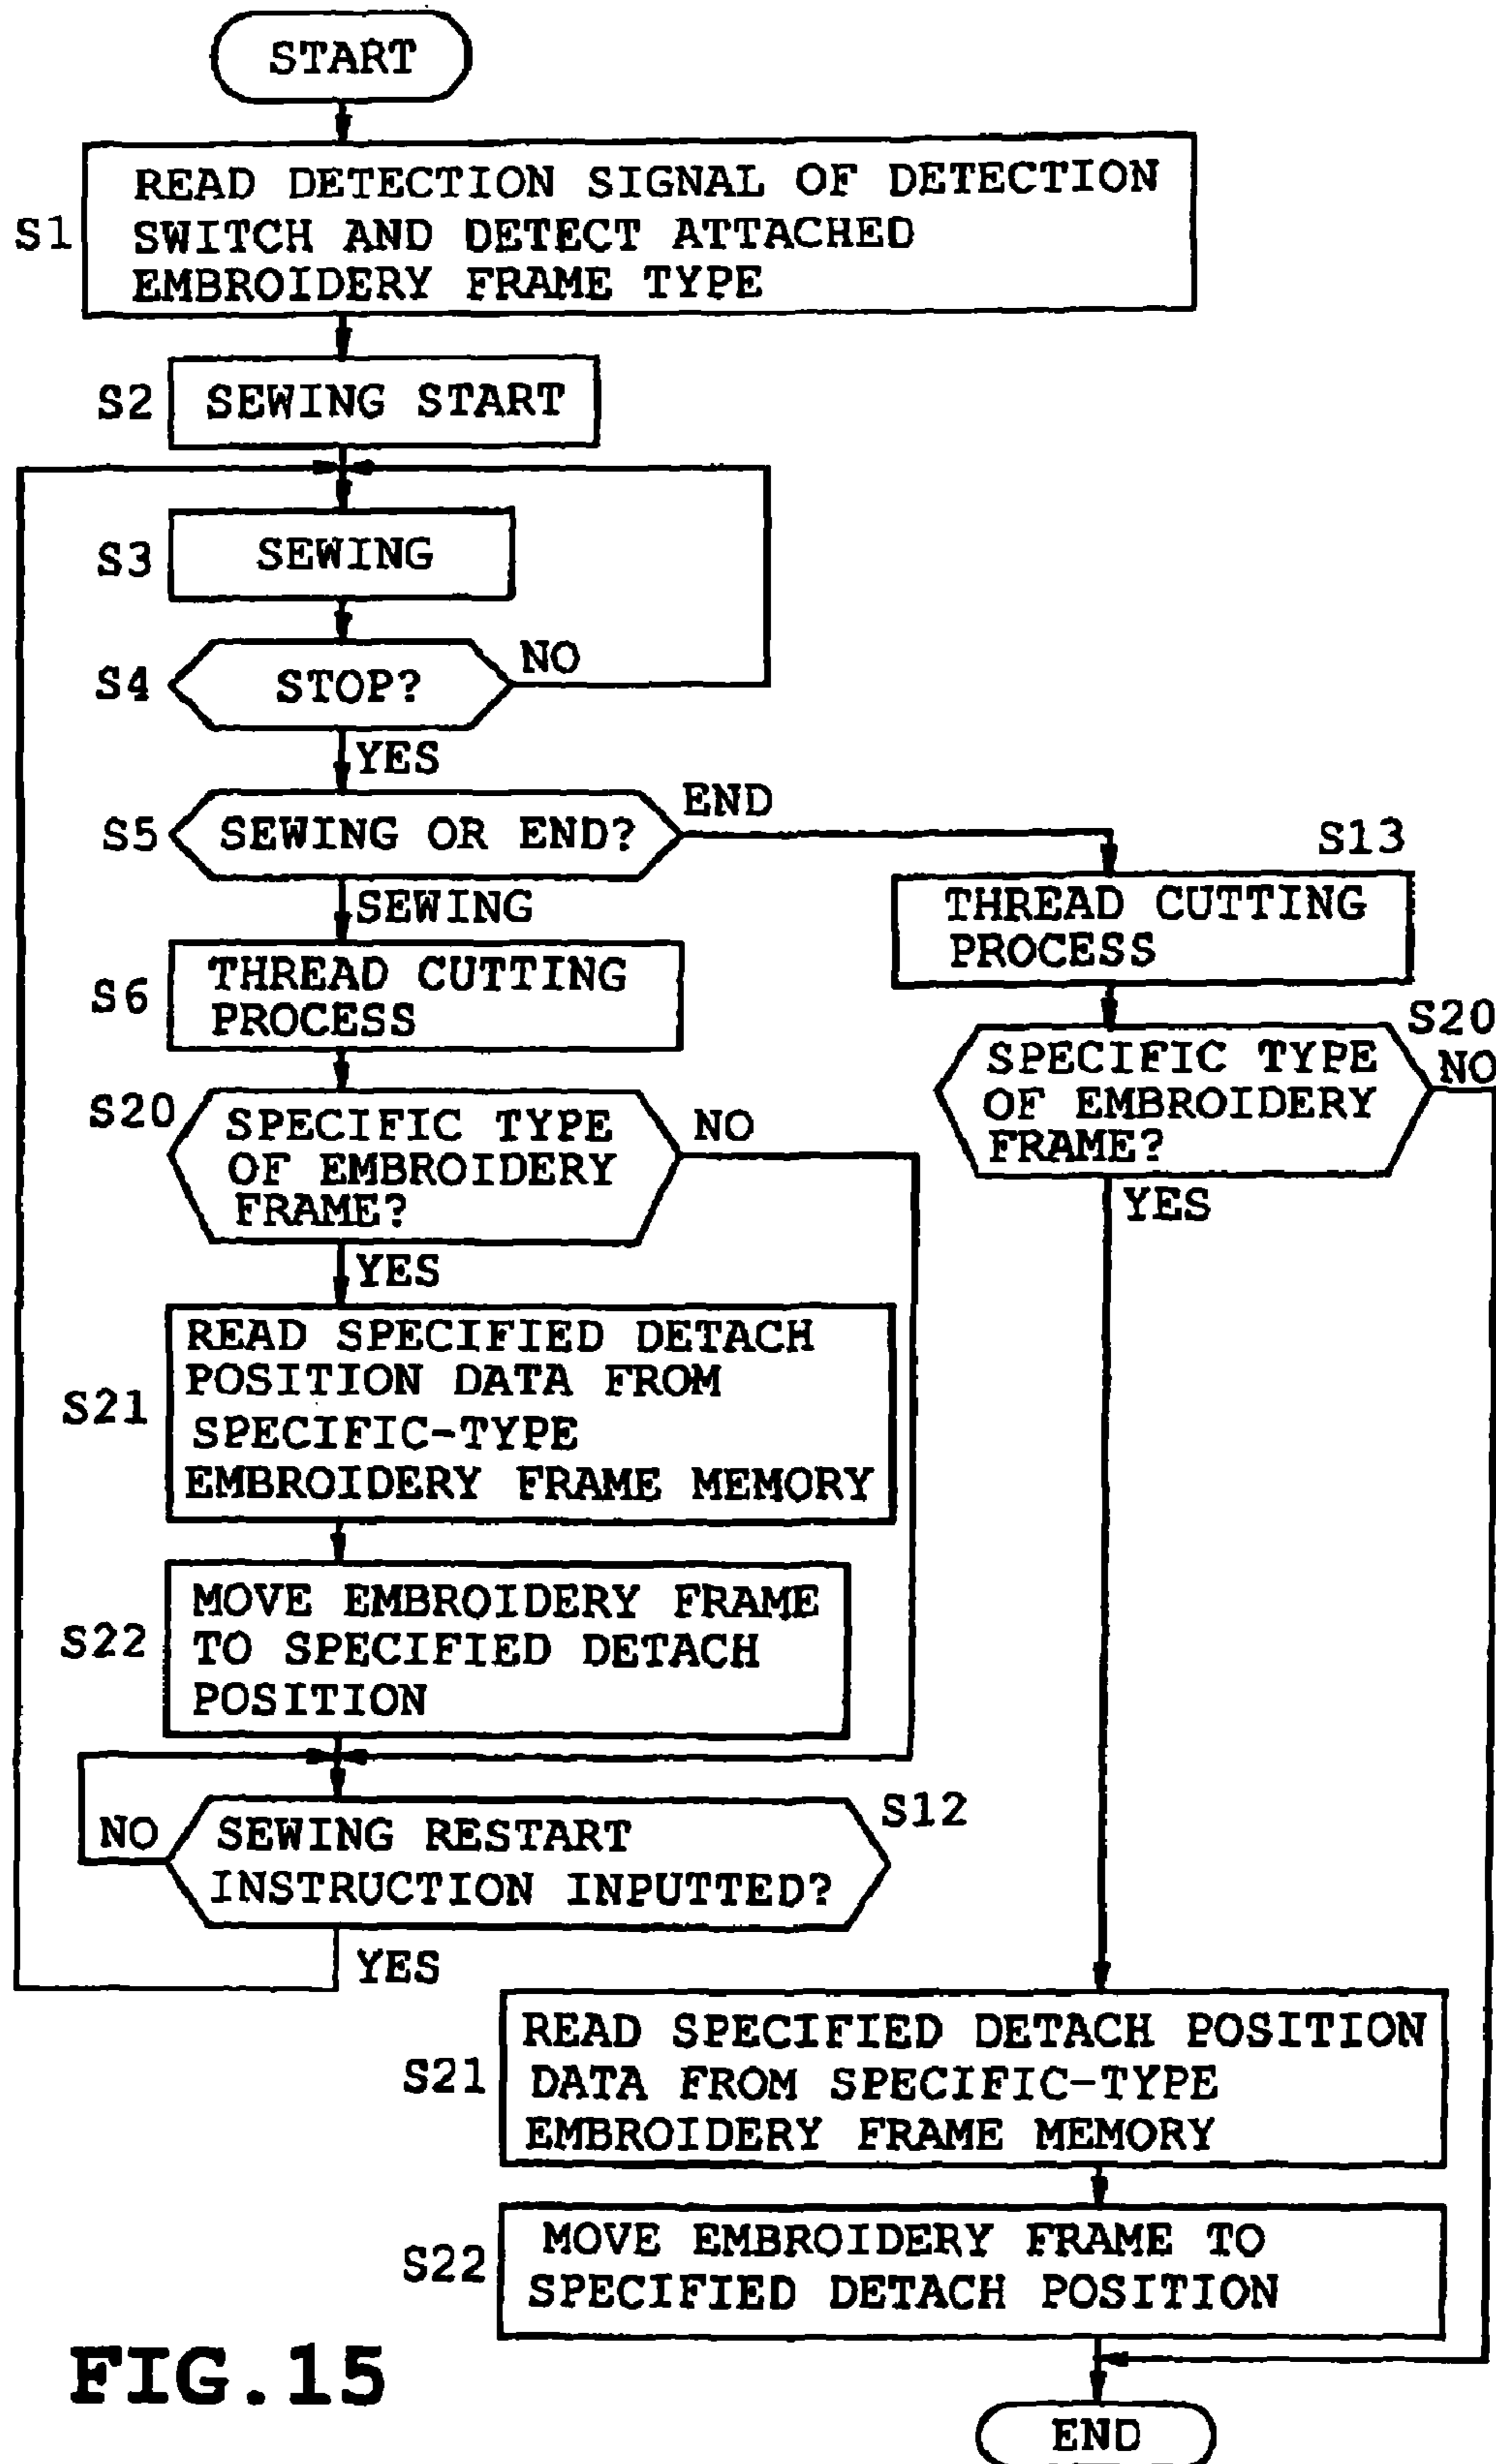 START
S1
READ DETECTION SIGNAL OF DETECTION
SWITCH AND DETECT ATTACHED
EMBROIDERY FRAME TYPE
S2
SEWING START
S3
SEWING
S4
STOP?
NO
YES
S5
SEWING OR END?
END
SEWING
S6
THREAD CUTTING
PROCESS
S20
SPECIFIC TYPE
OF EMBROIDERY
FRAME?
NO
YES
S21
READ SPECIFIED DETACH
POSITION DATA FROM
SPECIFIC-TYPE
EMBROIDERY FRAME MEMORY
S22
MOVE EMBROIDERY FRAME
TO SPECIFIED DETACH
POSITION
S12
NO
SEWING RESTART
INSTRUCTION INPUTTED?
YES
S13
THREAD CUTTING
PROCESS
S20
SPECIFIC TYPE
OF EMBROIDERY
FRAME?
NO
YES
S21
READ SPECIFIED DETACH POSITION
DATA FROM SPECIFIC-TYPE
EMBROIDERY FRAME MEMORY
S22
MOVE EMBROIDERY FRAME TO
SPECIFIED DETACH POSITION
END
FIG.15